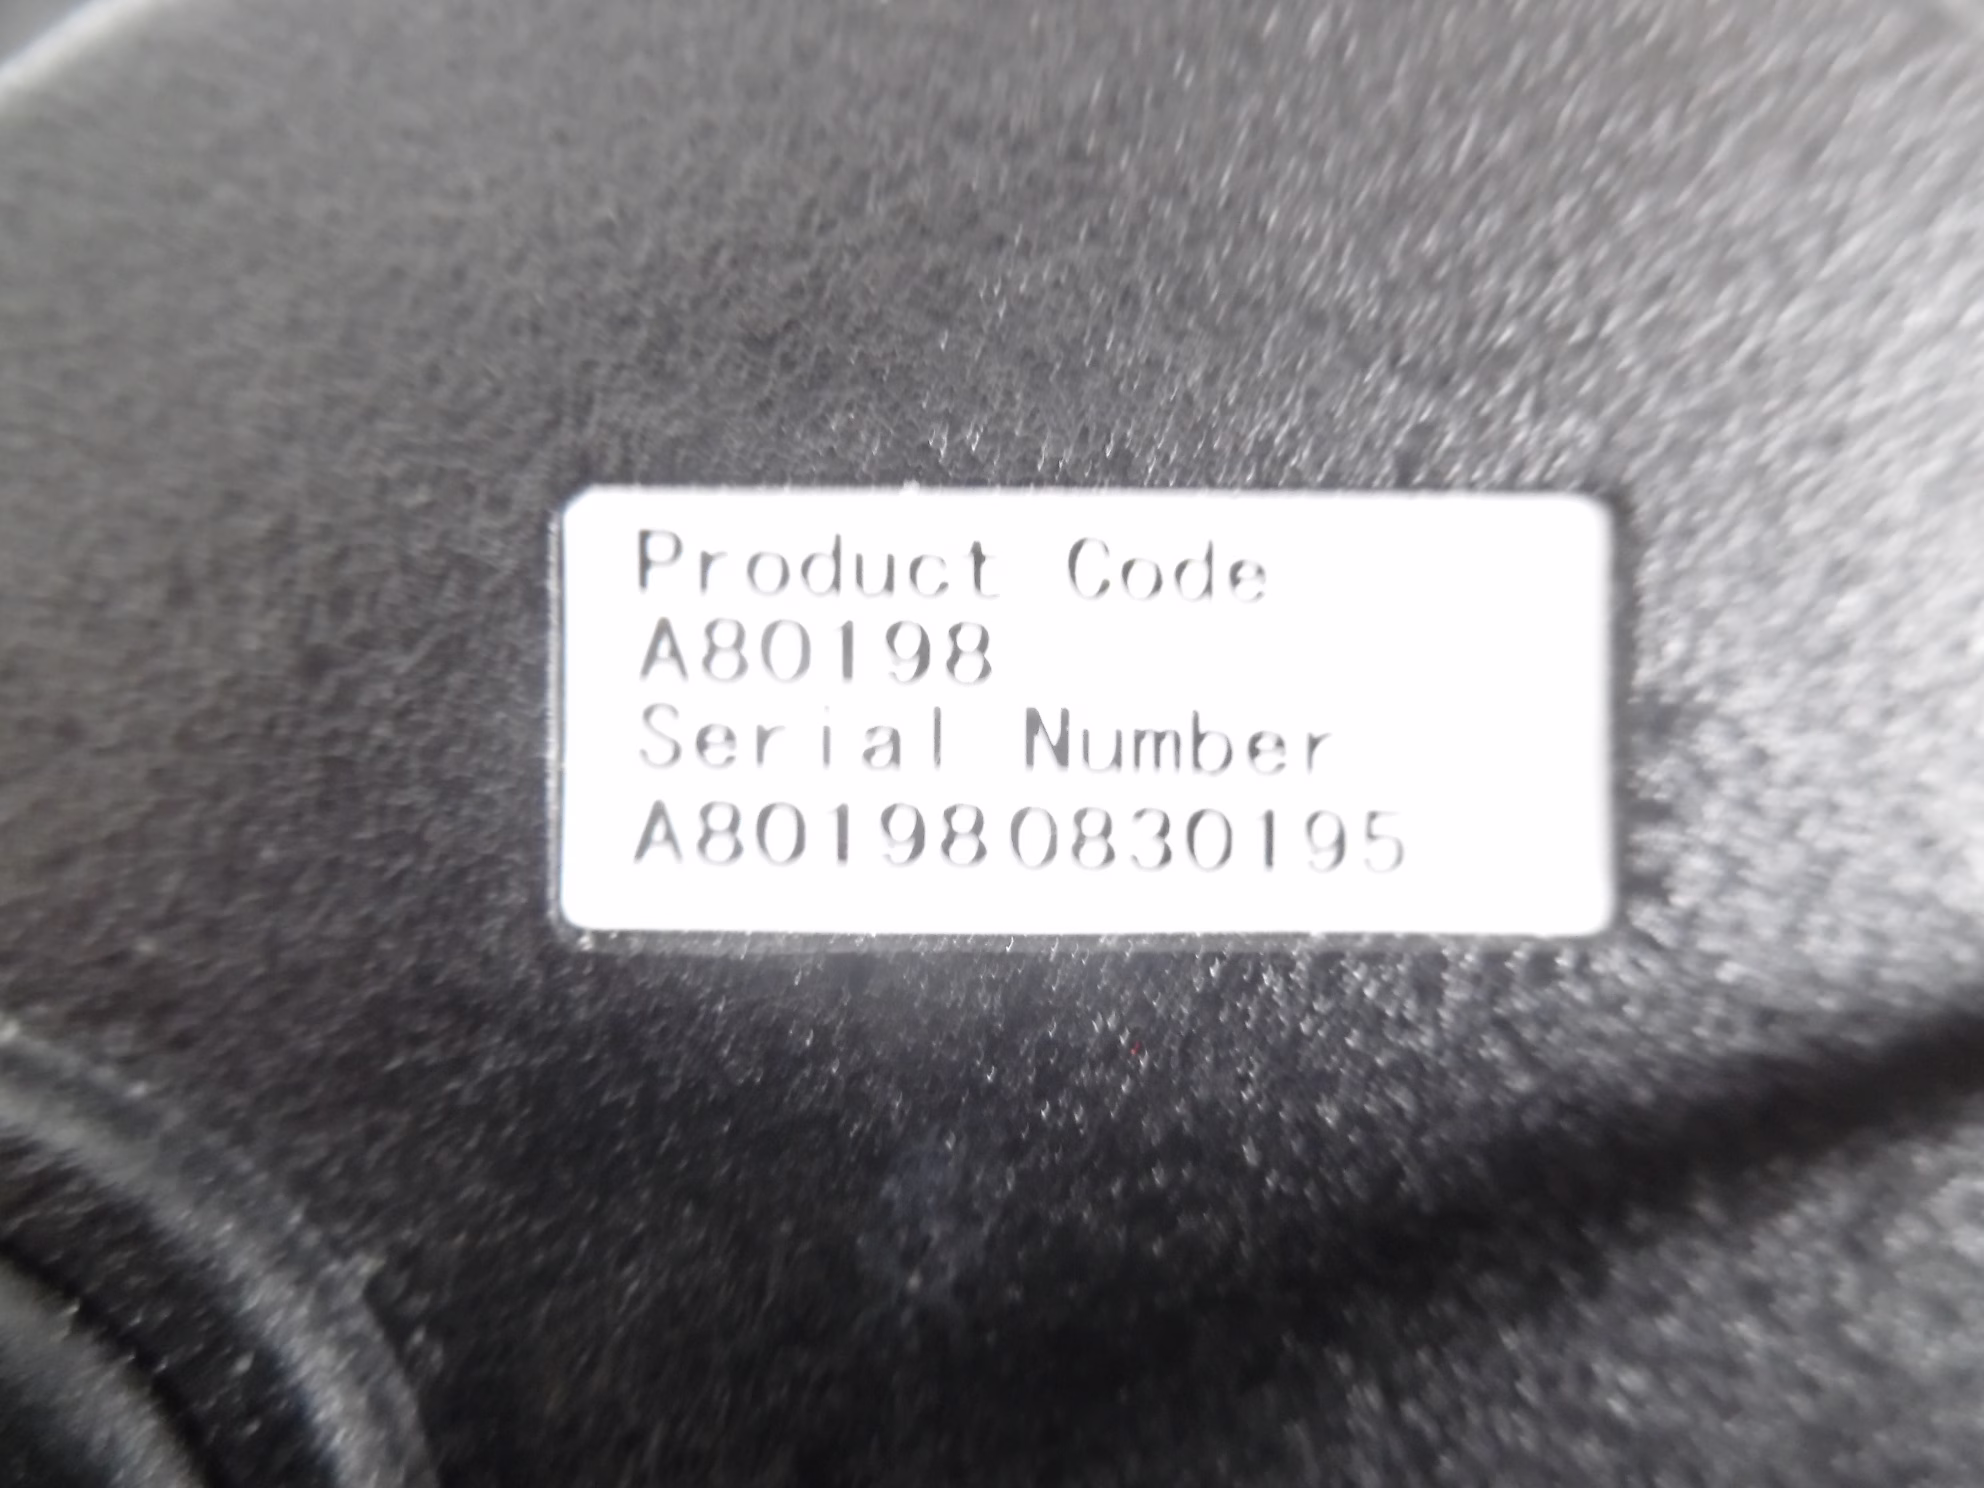 Product Code
A80198
Serial Number
A801980830195